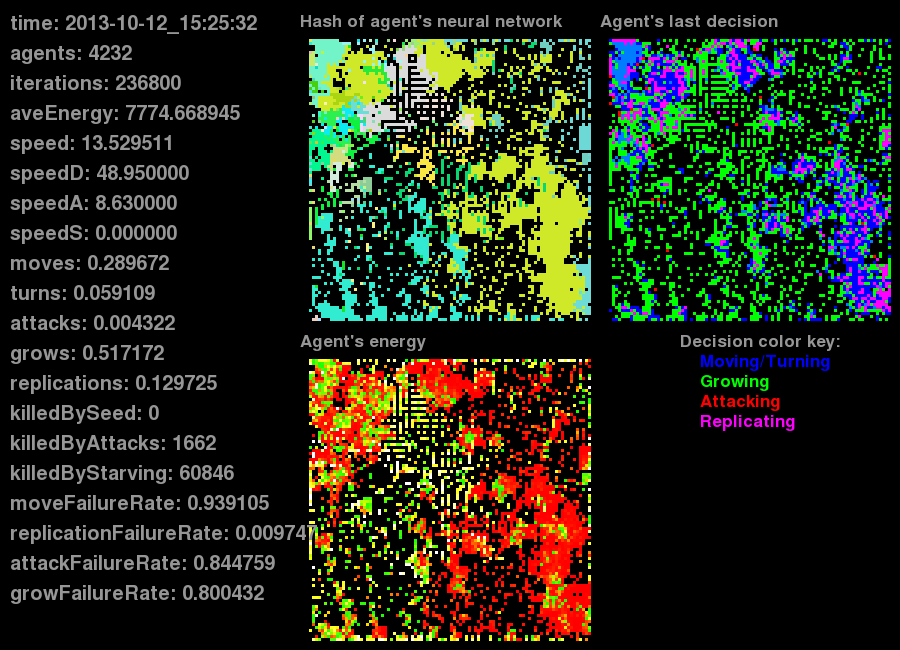 time: 2013-10-12_15:25:32
agents: 4232
iterations: 236800
aveEnergy: 7774.668945
speed: 13.529511
speedD: 48.950000
speedA: 8.630000
speedS: 0.000000
moves: 0.289672
turns: 0.059109
attacks: 0.004322
grows: 0.517172
replications: 0.129725
killedBySeed: 0
killedByAttacks: 1662
killedByStarving: 60846
moveFailureRate: 0.939105
replicationFailureRate: 0.009747
attackFailureRate: 0.844759
growFailureRate: 0.800432
Hash of agent's neural network
Agent's last decision
Agent's energy
Decision color key:
Moving/Turning
Growing
Attacking
Replicating